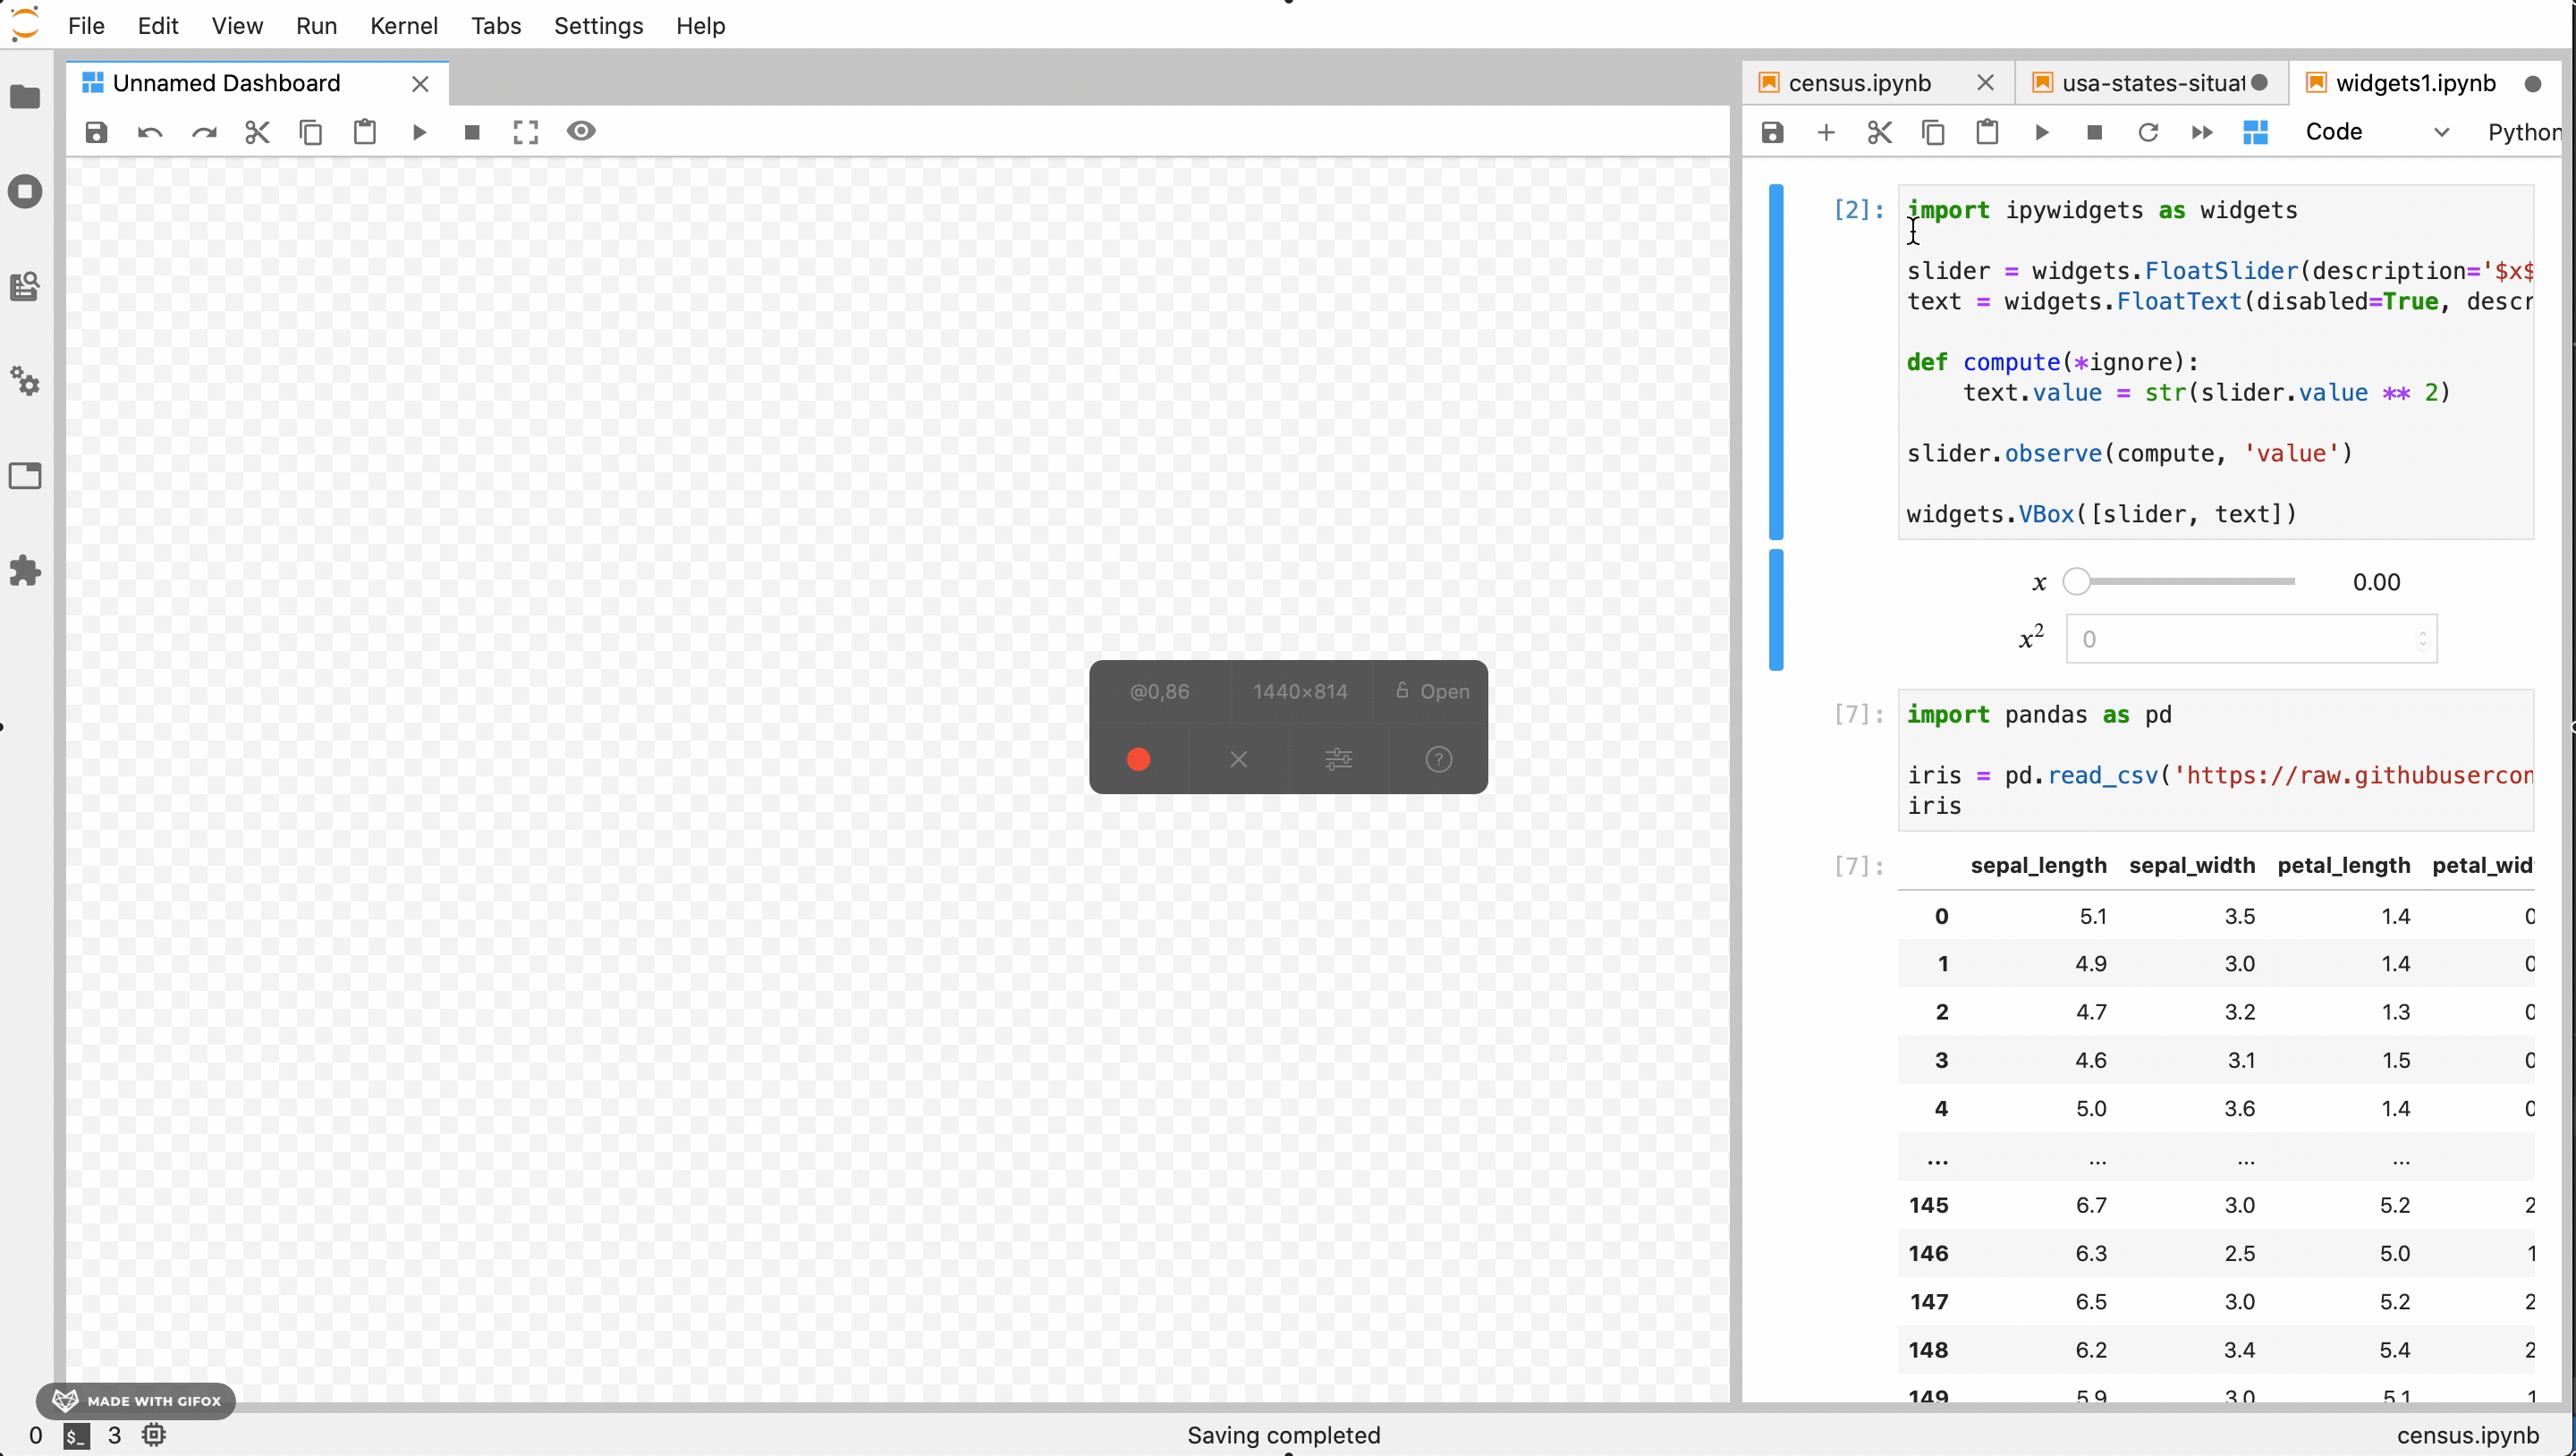 File Edit View Run Kernel Tabs Settings Help
Unnamed Dashboard
census.ipynb usa-states-situat widgets1.ipynb
Code Python
[2]: import ipywidgets as widgets
slider = widgets.FloatSlider(description='$x$
text = widgets.FloatText(disabled=True, descr
def compute(*ignore):
    text.value = str(slider.value ** 2)
slider.observe(compute, 'value')
widgets.VBox([slider, text])
x 0.00
x² 0
@0,86 1440×814 Open
[7]: import pandas as pd
iris = pd.read_csv('https://raw.githubusercon
iris
[7]: sepal_length sepal_width petal_length petal_wid
0 5.1 3.5 1.4 0
1 4.9 3.0 1.4 0
2 4.7 3.2 1.3 0
3 4.6 3.1 1.5 0
4 5.0 3.6 1.4 0
... ... ... ...
145 6.7 3.0 5.2 2
146 6.3 2.5 5.0 1
147 6.5 3.0 5.2 2
148 6.2 3.4 5.4 2
149 5.9 3.0 5.1 1
MADE WITH GIFOX
0 $_ 3 Saving completed census.ipynb